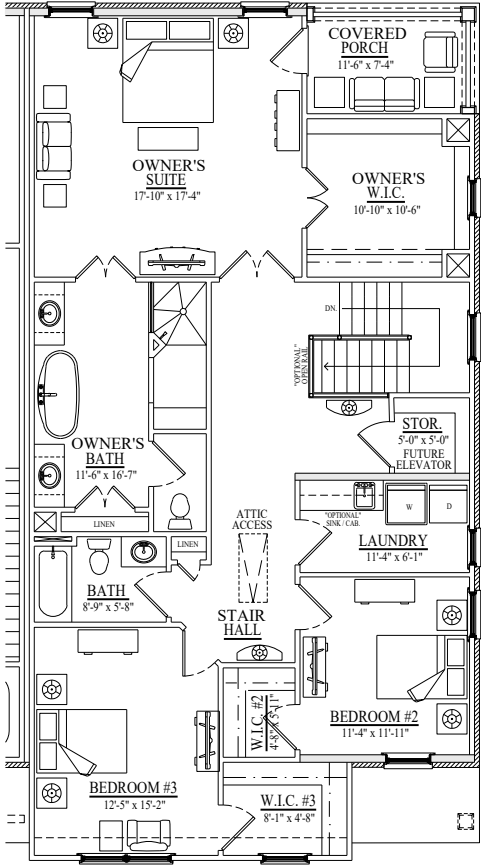 COVERED
PORCH
11'-6" x 7'-4"
OWNER'S
SUITE
17'-10" x 17'-4"
OWNER'S
W.I.C.
10'-10" x 10'-6"
DN.
"OPTIONAL"
OPEN RAIL
STOR.
5'-0" x 5'-0"
FUTURE
ELEVATOR
OWNER'S
BATH
11'-6" x 16'-7"
LINEN
LINEN
ATTIC
ACCESS
"OPTIONAL"
SINK / CAB.
W
D
LAUNDRY
11'-4" x 6'-1"
BATH
8'-9" x 5'-8"
STAIR
HALL
W.I.C. #2
4'-8" x 5'-11"
BEDROOM #2
11'-4" x 11'-11"
BEDROOM #3
12'-5" x 15'-2"
W.I.C. #3
8'-1" x 4'-8"